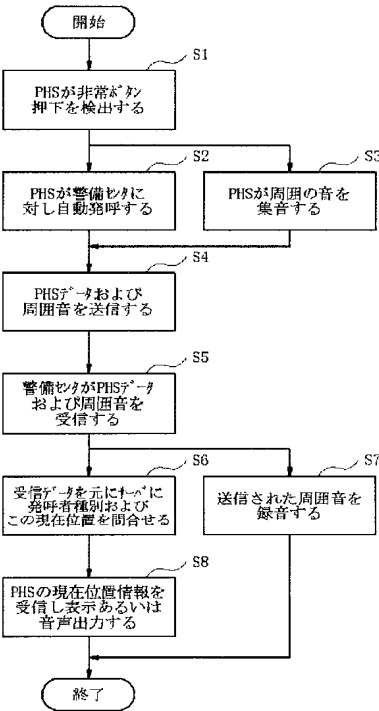 開始
S1
PHSが非常ﾎﾞﾀﾝ
押下を検出する
S2
PHSが警備ｾﾝﾀに
対し自動発呼する
S3
PHSが周囲の音を
集音する
S4
PHSﾃﾞｰﾀおよび
周囲音を送信する
S5
警備ｾﾝﾀがPHSﾃﾞｰﾀ
および周囲音を
受信する
S6
受信ﾃﾞｰﾀを元にｻｰﾊﾞに
発呼者種別および
この現在位置を問合せる
S7
送信された周囲音を
録音する
S8
PHSの現在位置情報を
受信し表示あるいは
音声出力する
終了